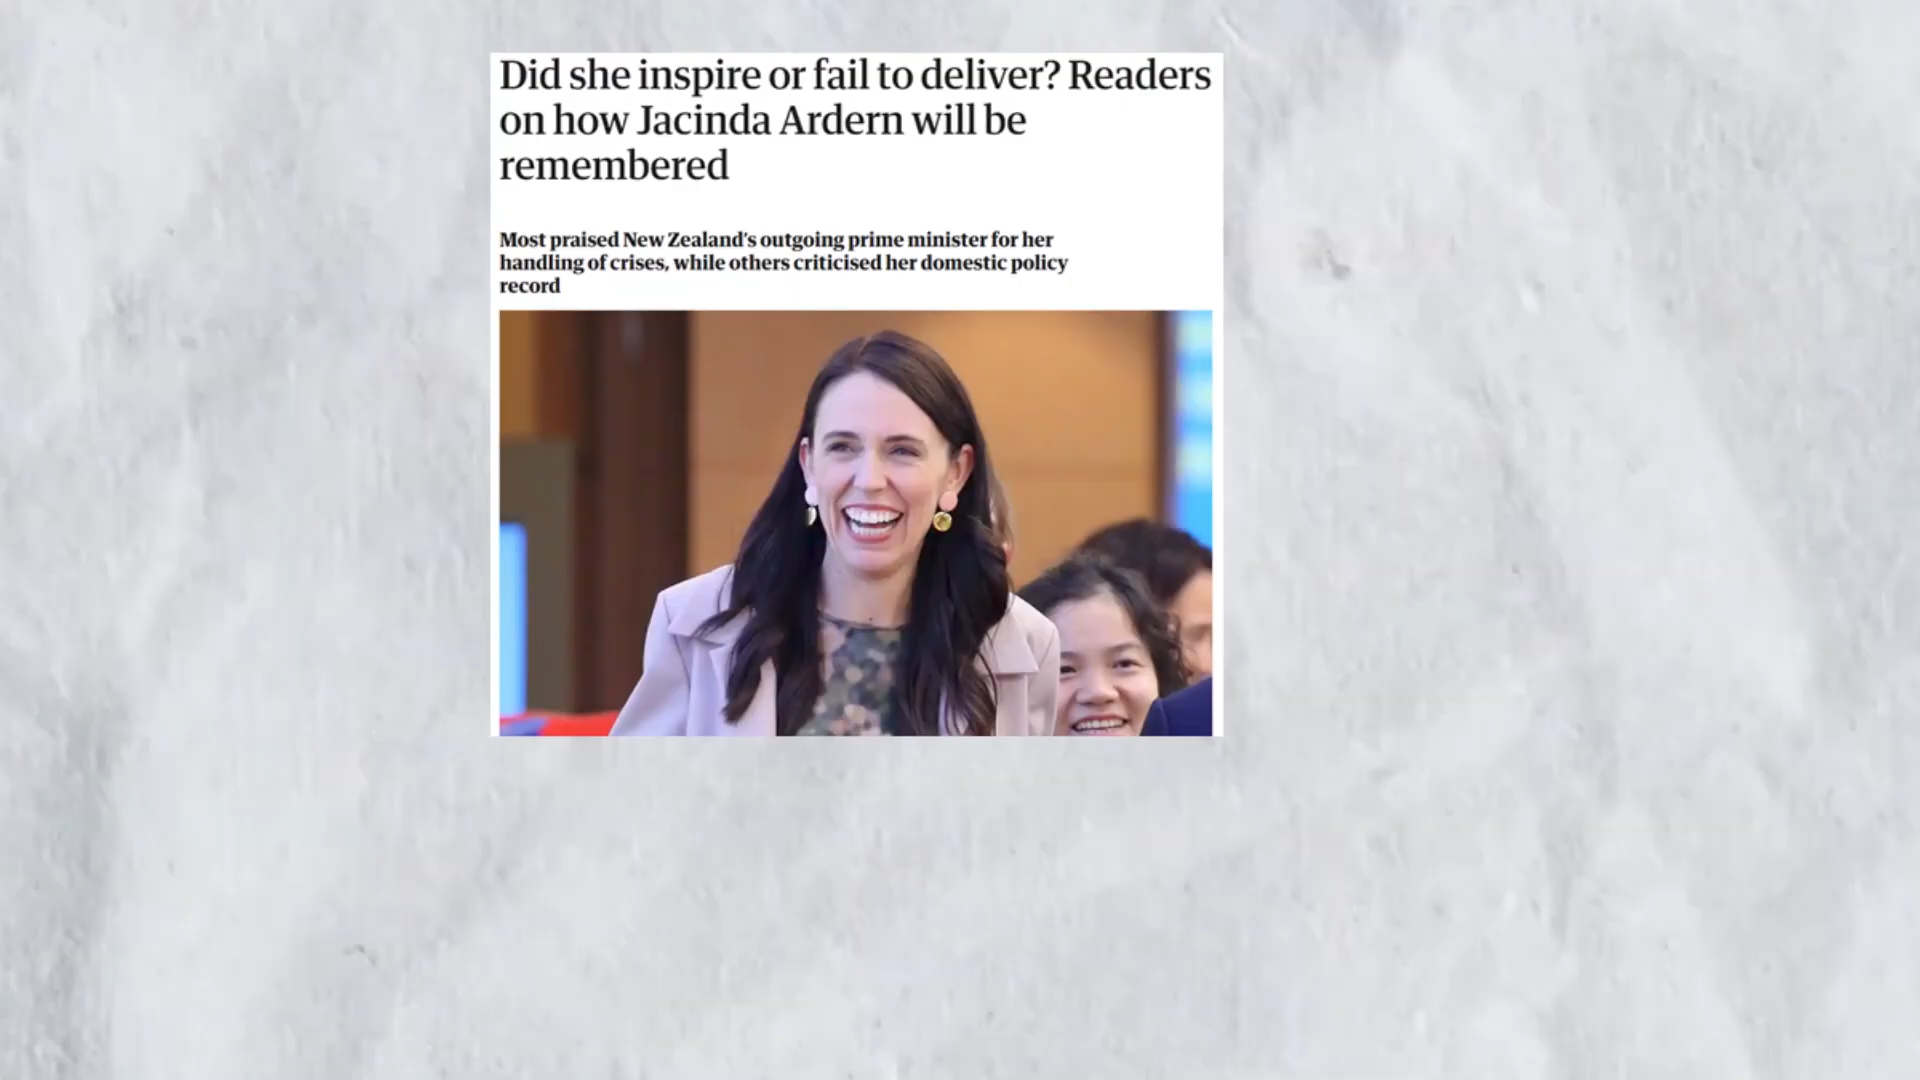 Did she inspire or fail to deliver? Readers
on how Jacinda Ardern will be
remembered
Most praised New Zealand's outgoing prime minister for her
handling of crises, while others criticised her domestic policy
record